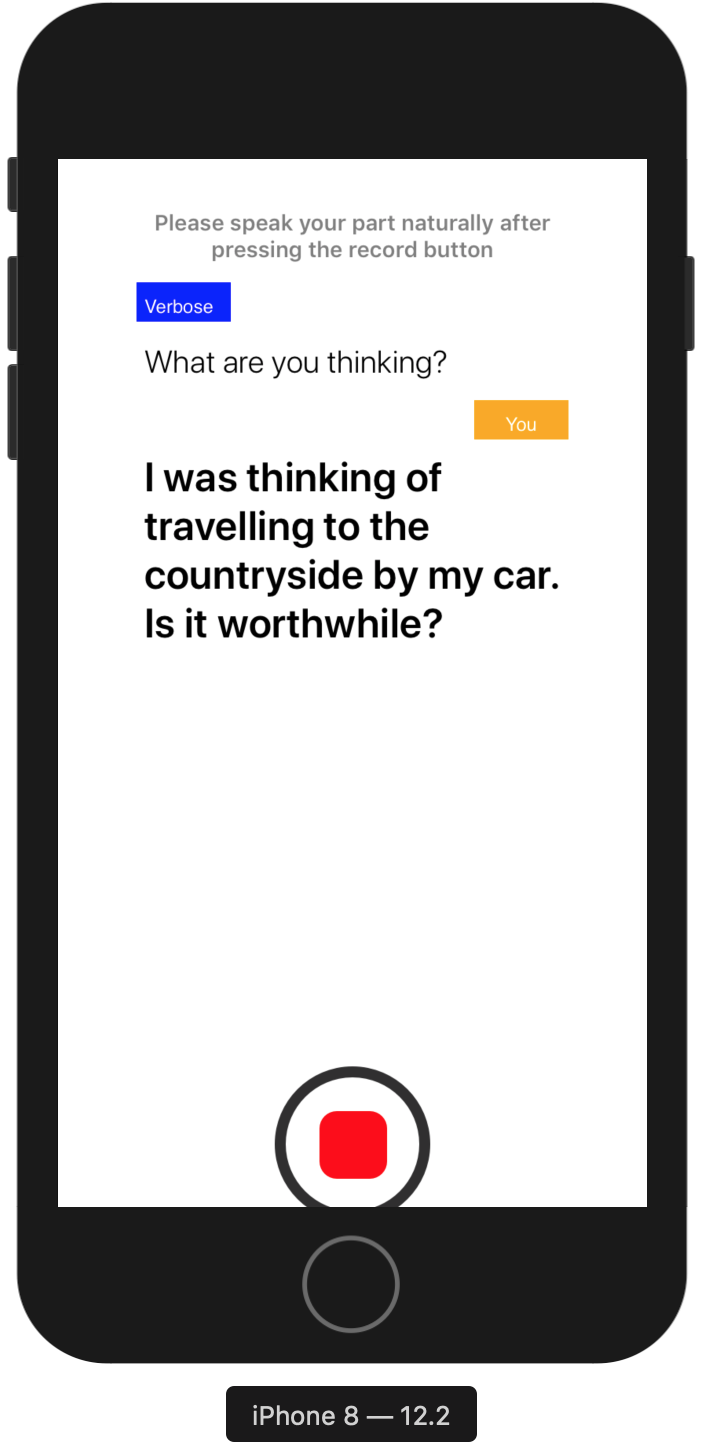 Please speak your part naturally after
pressing the record button
Verbose
What are you thinking?
You
I was thinking of
travelling to the
countryside by my car.
Is it worthwhile?
iPhone 8 — 12.2